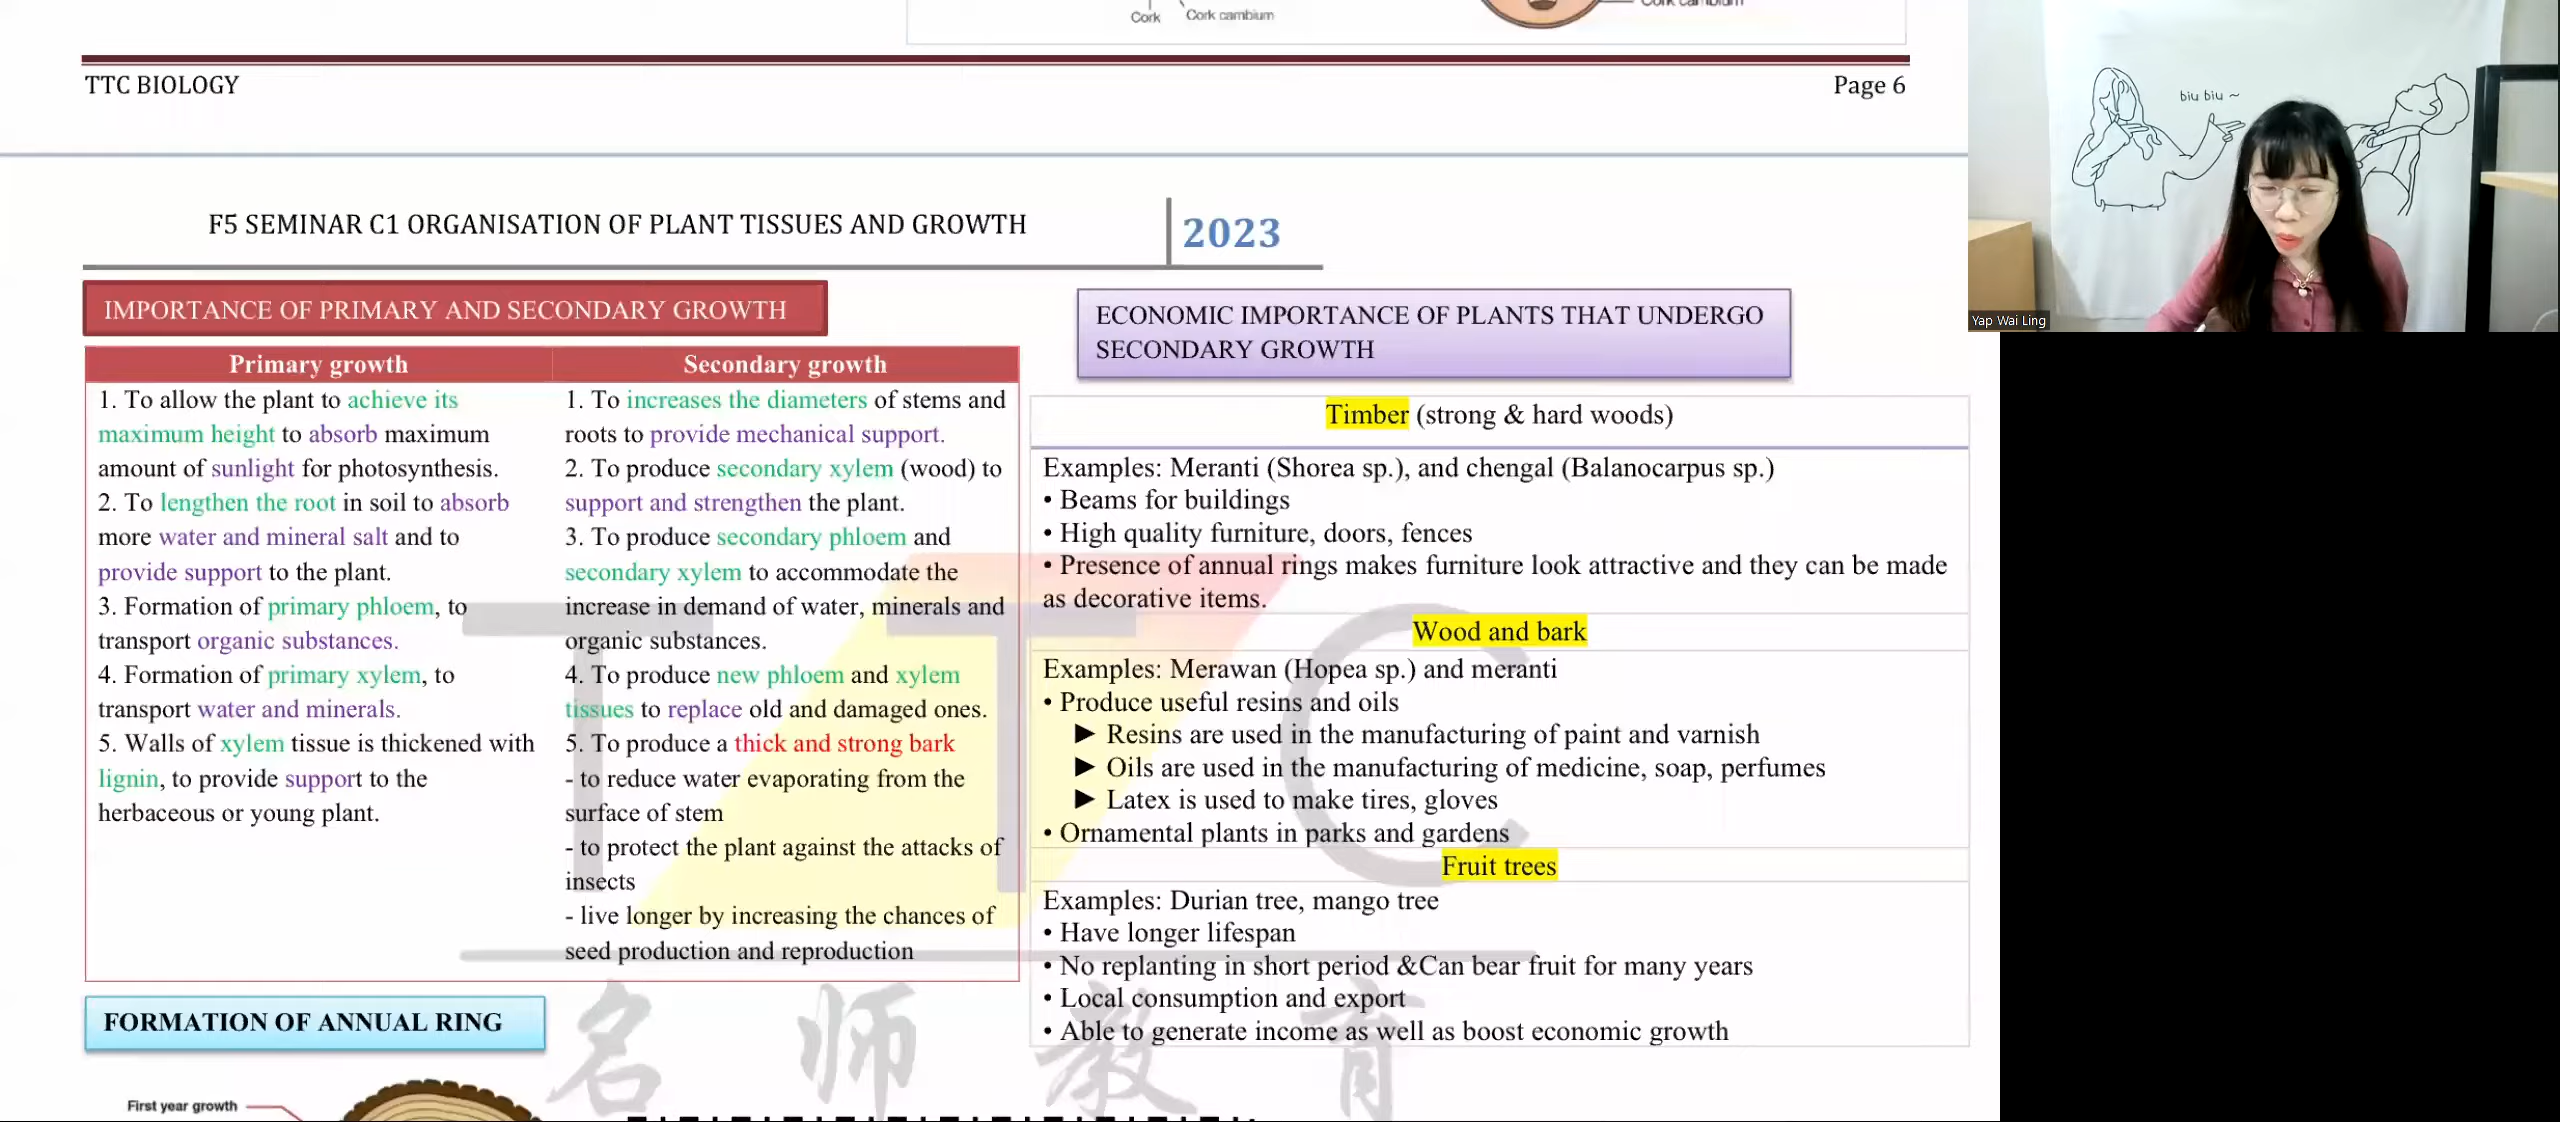 Cork
Cork cambium
Cork cambium
TTC BIOLOGY
Page 6
F5 SEMINAR C1 ORGANISATION OF PLANT TISSUES AND GROWTH
2023
IMPORTANCE OF PRIMARY AND SECONDARY GROWTH
Primary growth
1. To allow the plant to achieve its
maximum height to absorb maximum
amount of sunlight for photosynthesis.
2. To lengthen the root in soil to absorb
more water and mineral salt and to
provide support to the plant.
3. Formation of primary phloem, to
transport organic substances.
4. Formation of primary xylem, to
transport water and minerals.
5. Walls of xylem tissue is thickened with
lignin, to provide support to the
herbaceous or young plant.
Secondary growth
1. To increases the diameters of stems and
roots to provide mechanical support.
2. To produce secondary xylem (wood) to
support and strengthen the plant.
3. To produce secondary phloem and
secondary xylem to accommodate the
increase in demand of water, minerals and
organic substances.
4. To produce new phloem and xylem
tissues to replace old and damaged ones.
5. To produce a thick and strong bark
- to reduce water evaporating from the
surface of stem
- to protect the plant against the attacks of
insects
- live longer by increasing the chances of
seed production and reproduction
FORMATION OF ANNUAL RING
First year growth
ECONOMIC IMPORTANCE OF PLANTS THAT UNDERGO
SECONDARY GROWTH
Timber (strong & hard woods)
Examples: Meranti (Shorea sp.), and chengal (Balanocarpus sp.)
• Beams for buildings
• High quality furniture, doors, fences
• Presence of annual rings makes furniture look attractive and they can be made
as decorative items.
Wood and bark
Examples: Merawan (Hopea sp.) and meranti
• Produce useful resins and oils
► Resins are used in the manufacturing of paint and varnish
► Oils are used in the manufacturing of medicine, soap, perfumes
► Latex is used to make tires, gloves
• Ornamental plants in parks and gardens
Fruit trees
Examples: Durian tree, mango tree
• Have longer lifespan
• No replanting in short period &Can bear fruit for many years
• Local consumption and export
• Able to generate income as well as boost economic growth
TTC
名師教育
biu biu ~
Yap Wai Ling